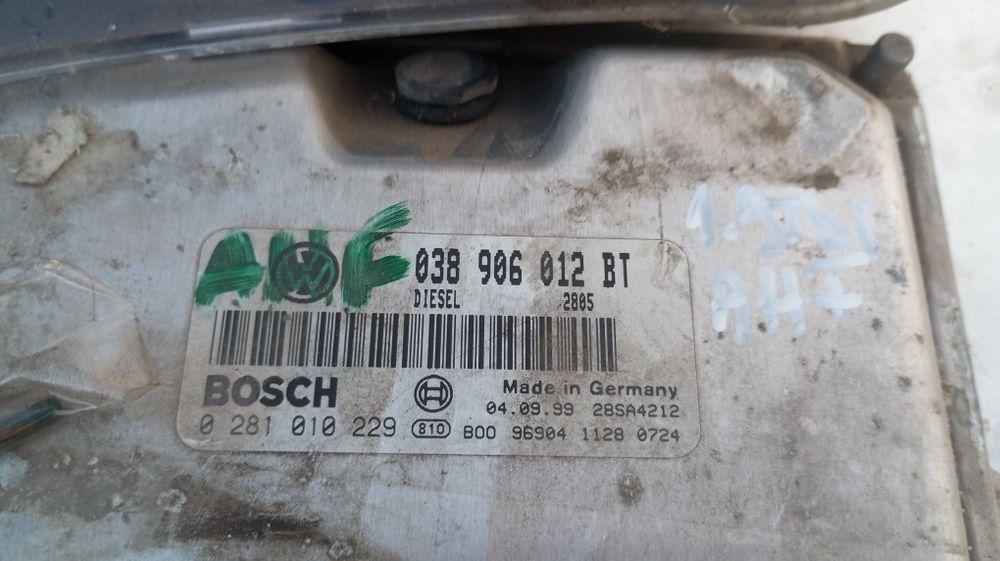 AHF 038 906 012 BT
DIESEL 2805
BOSCH Made in Germany
04.09.99 28SA4212
0 281 010 229 810 B00 96904 1128 0724
1.9TDI
AHF